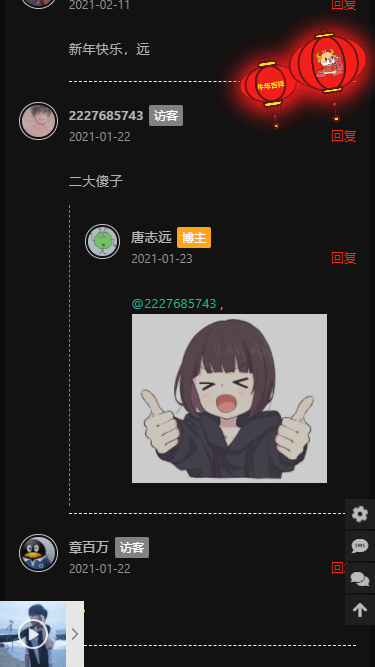 2021-02-11 回复
新年快乐，远
牛年吉祥
2227685743 访客
2021-01-22 回复
二大傻子
唐志远 博主
2021-01-23 回复
@2227685743 ,
章百万 访客
2021-01-22 回复
SMS